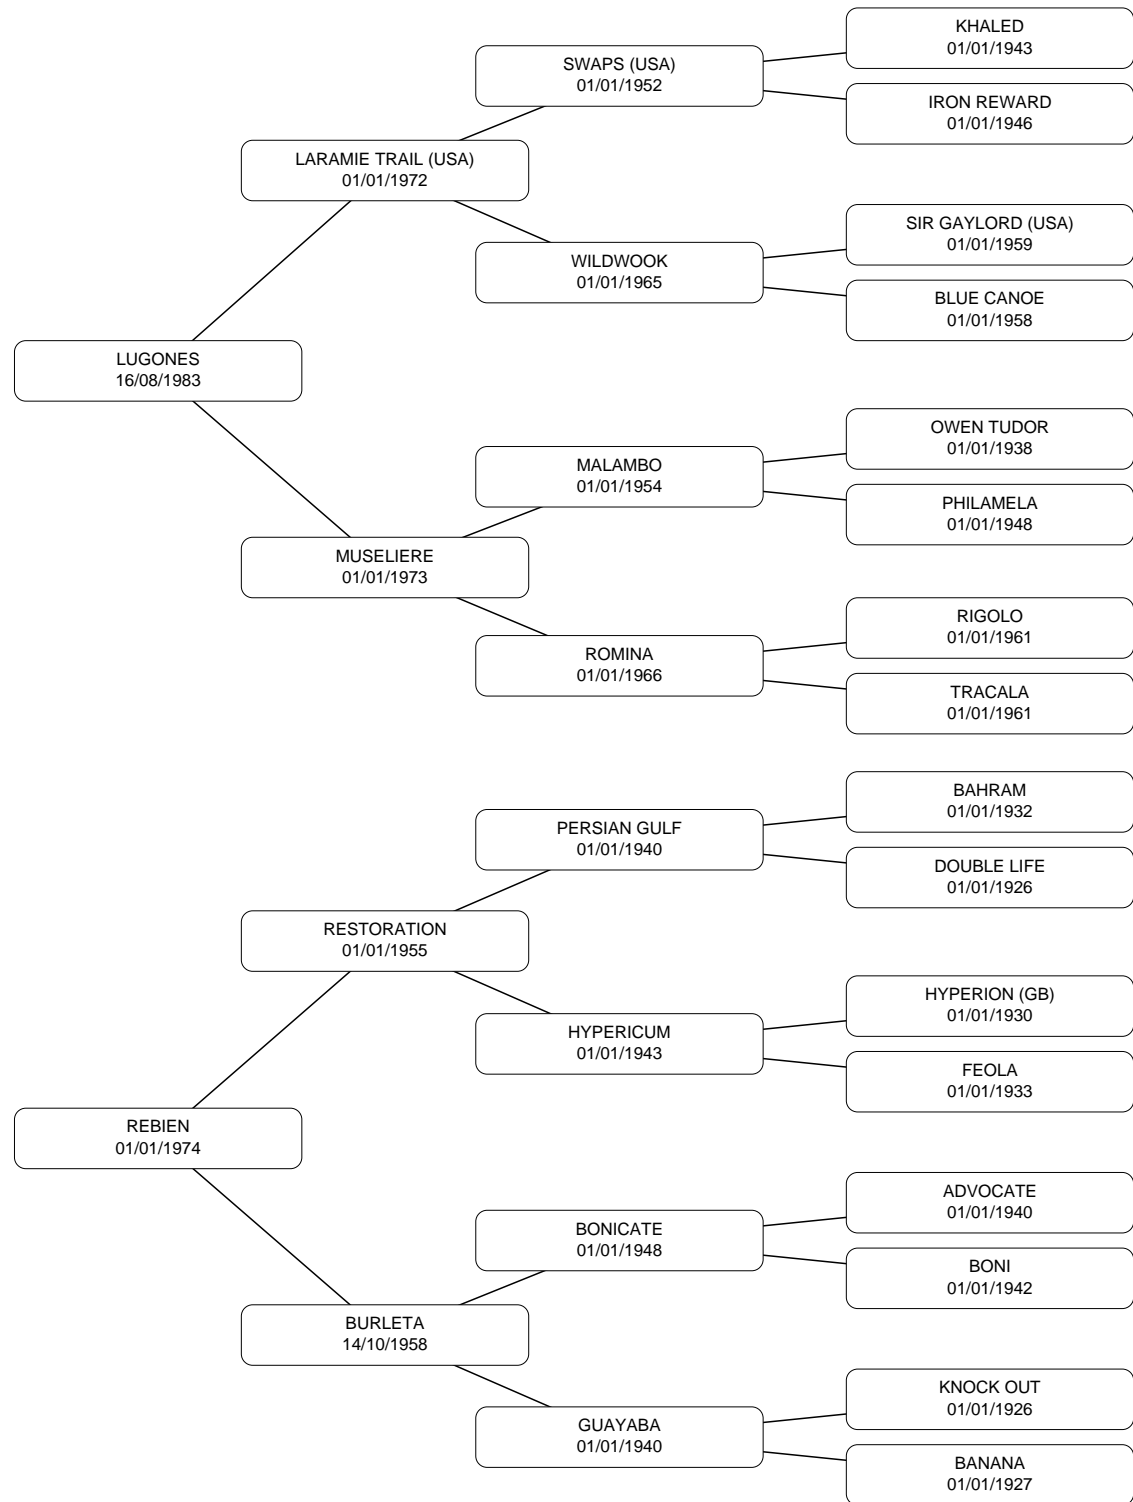 KHALED
01/01/1943
SWAPS (USA)
01/01/1952
IRON REWARD
01/01/1946
LARAMIE TRAIL (USA)
01/01/1972
SIR GAYLORD (USA)
01/01/1959
WILDWOOK
01/01/1965
BLUE CANOE
01/01/1958
LUGONES
16/08/1983
OWEN TUDOR
01/01/1938
MALAMBO
01/01/1954
PHILAMELA
01/01/1948
MUSELIERE
01/01/1973
RIGOLO
01/01/1961
ROMINA
01/01/1966
TRACALA
01/01/1961
BAHRAM
01/01/1932
PERSIAN GULF
01/01/1940
DOUBLE LIFE
01/01/1926
RESTORATION
01/01/1955
HYPERION (GB)
01/01/1930
HYPERICUM
01/01/1943
FEOLA
01/01/1933
REBIEN
01/01/1974
ADVOCATE
01/01/1940
BONICATE
01/01/1948
BONI
01/01/1942
BURLETA
14/10/1958
KNOCK OUT
01/01/1926
GUAYABA
01/01/1940
BANANA
01/01/1927